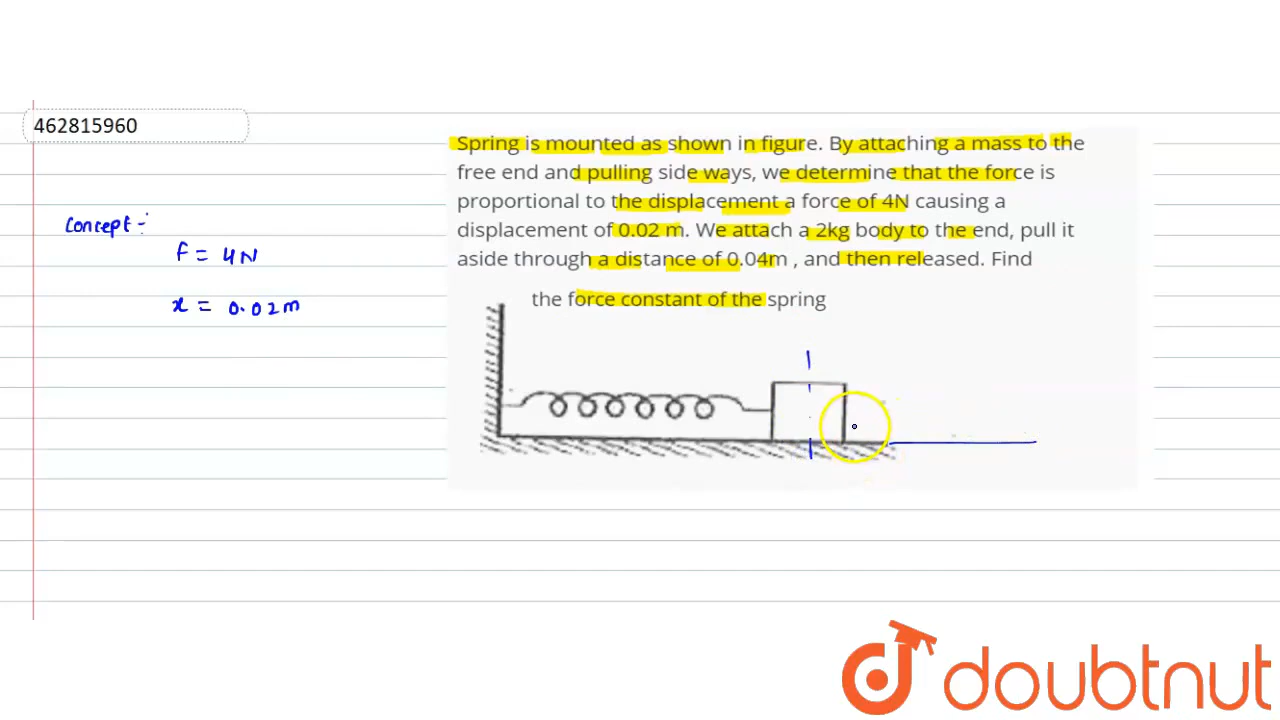 462815960
Spring is mounted as shown in figure. By attaching a mass to the
free end and pulling side ways, we determine that the force is
proportional to the displacement a force of 4N causing a
displacement of 0.02 m. We attach a 2kg body to the end, pull it
aside through a distance of 0.04m , and then released. Find
the force constant of the spring
Concept :-
F = 4N
x = 0.02m
doubtnut